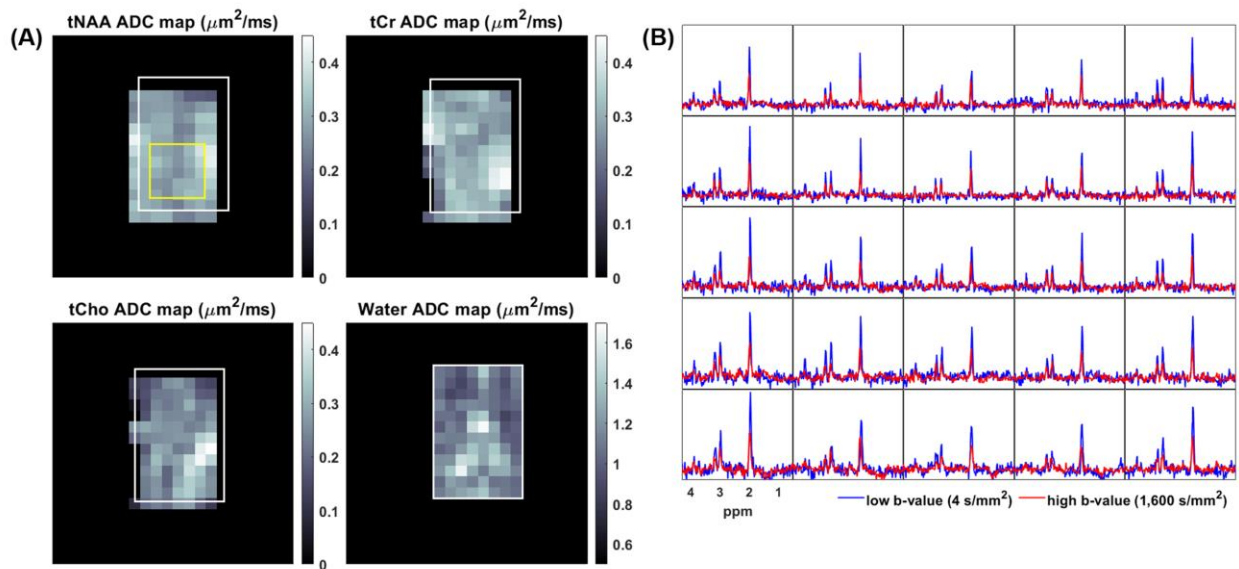 (A)
tNAA ADC map (μm²/ms)
0.4
0.3
0.2
0.1
0
tCr ADC map (μm²/ms)
0.4
0.3
0.2
0.1
0
tCho ADC map (μm²/ms)
0.4
0.3
0.2
0.1
0
Water ADC map (μm²/ms)
1.6
1.4
1.2
1
0.8
0.6
(B)
4 3 2 1
ppm
low b-value (4 s/mm²) high b-value (1,600 s/mm²)